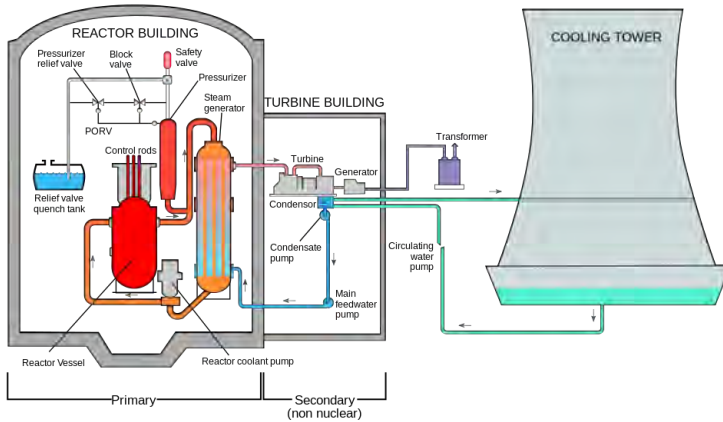 REACTOR BUILDING
COOLING TOWER
Pressurizer
relief valve
Block
valve
Safety
valve
Pressurizer
Steam
generator
TURBINE BUILDING
PORV
Control rods
Turbine
Generator
Transformer
Relief valve
quench tank
Condensor
Condensate
pump
Circulating
water
pump
Main
feedwater
pump
Reactor Vessel
Reactor coolant pump
Primary
Secondary
(non nuclear)